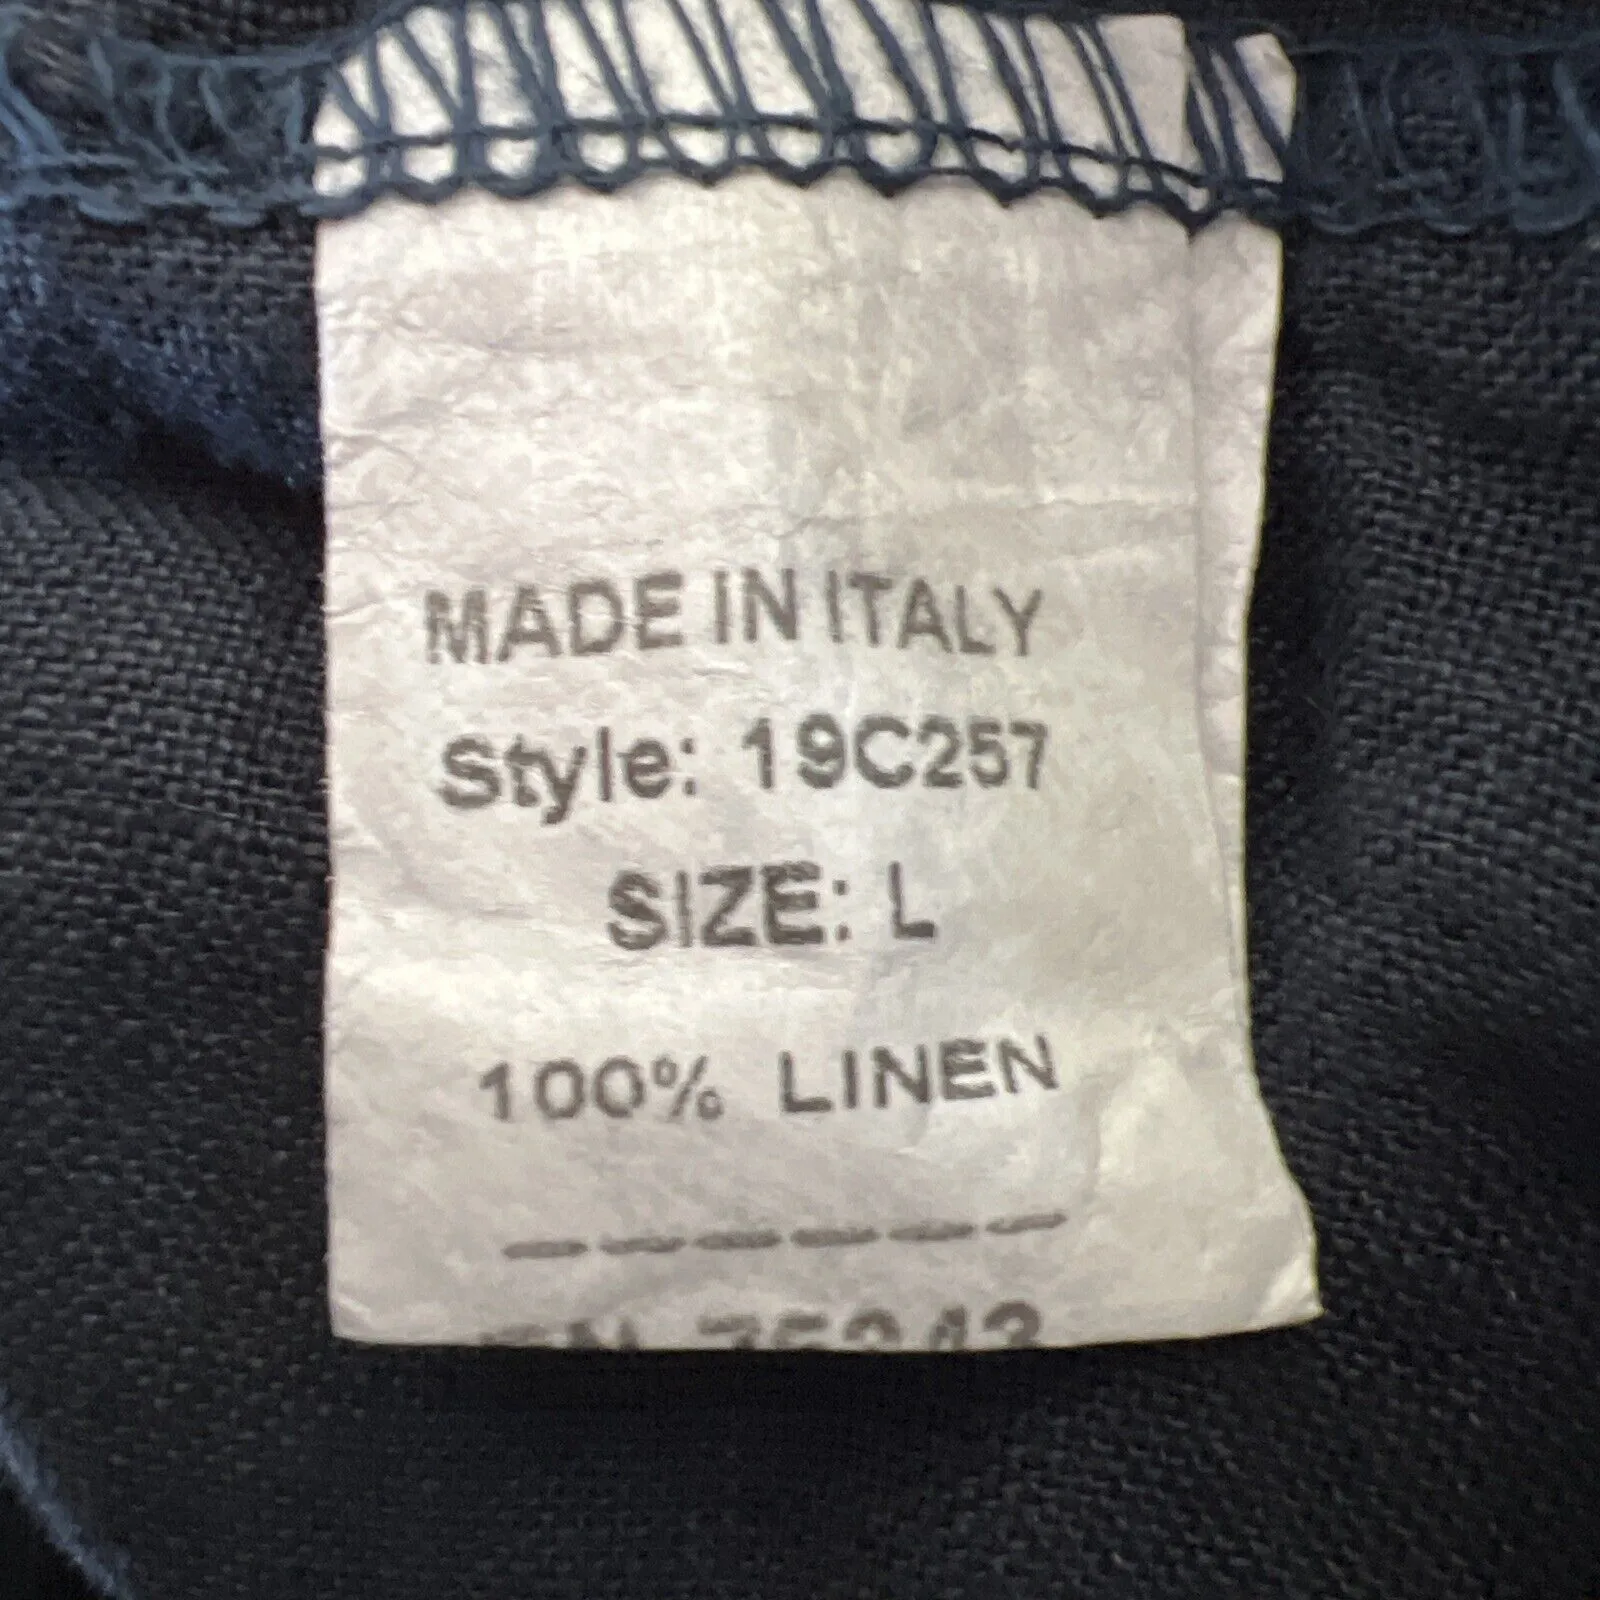 MADE IN ITALY
Style: 19C257
SIZE: L
100% LINEN
------